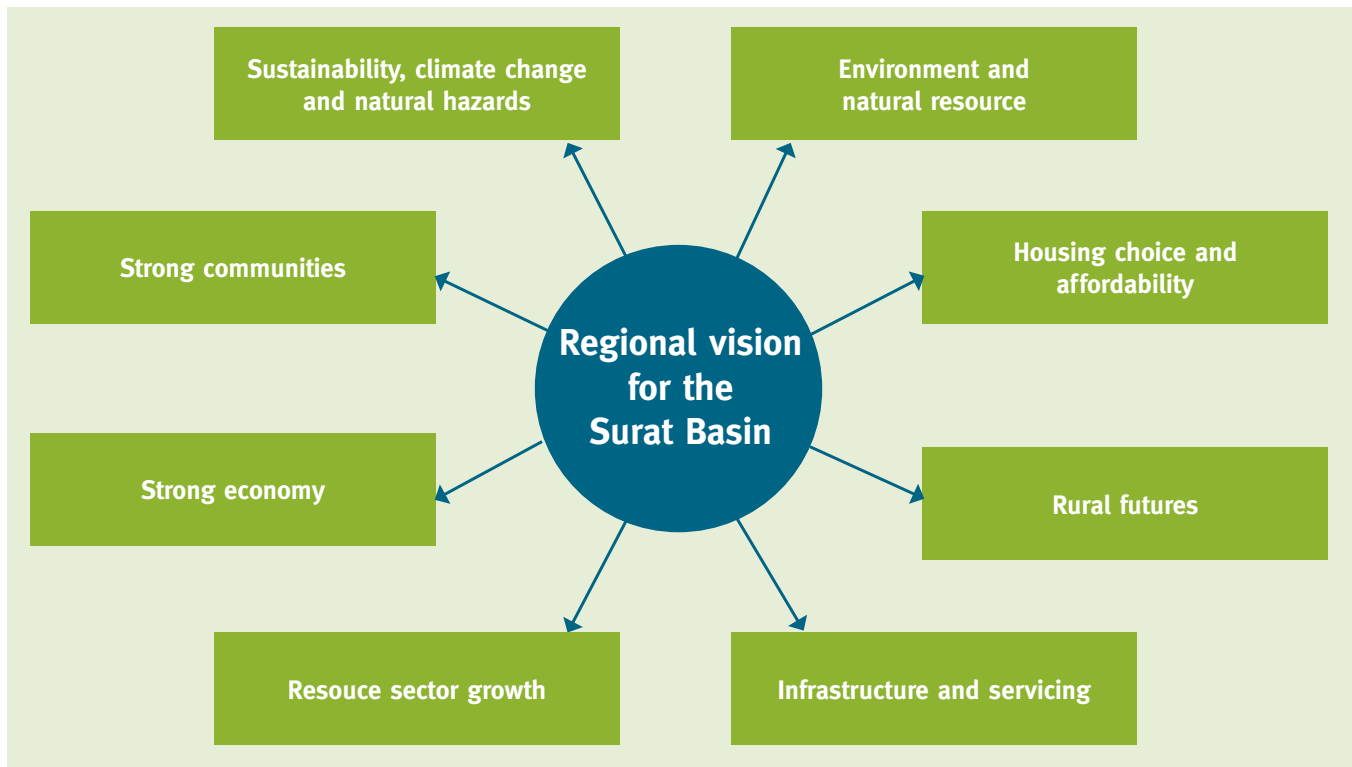 Sustainability, climate change
and natural hazards
Environment and
natural resource
Strong communities
Housing choice and
affordability
Regional vision
for the
Surat Basin
Strong economy
Rural futures
Resouce sector growth
Infrastructure and servicing